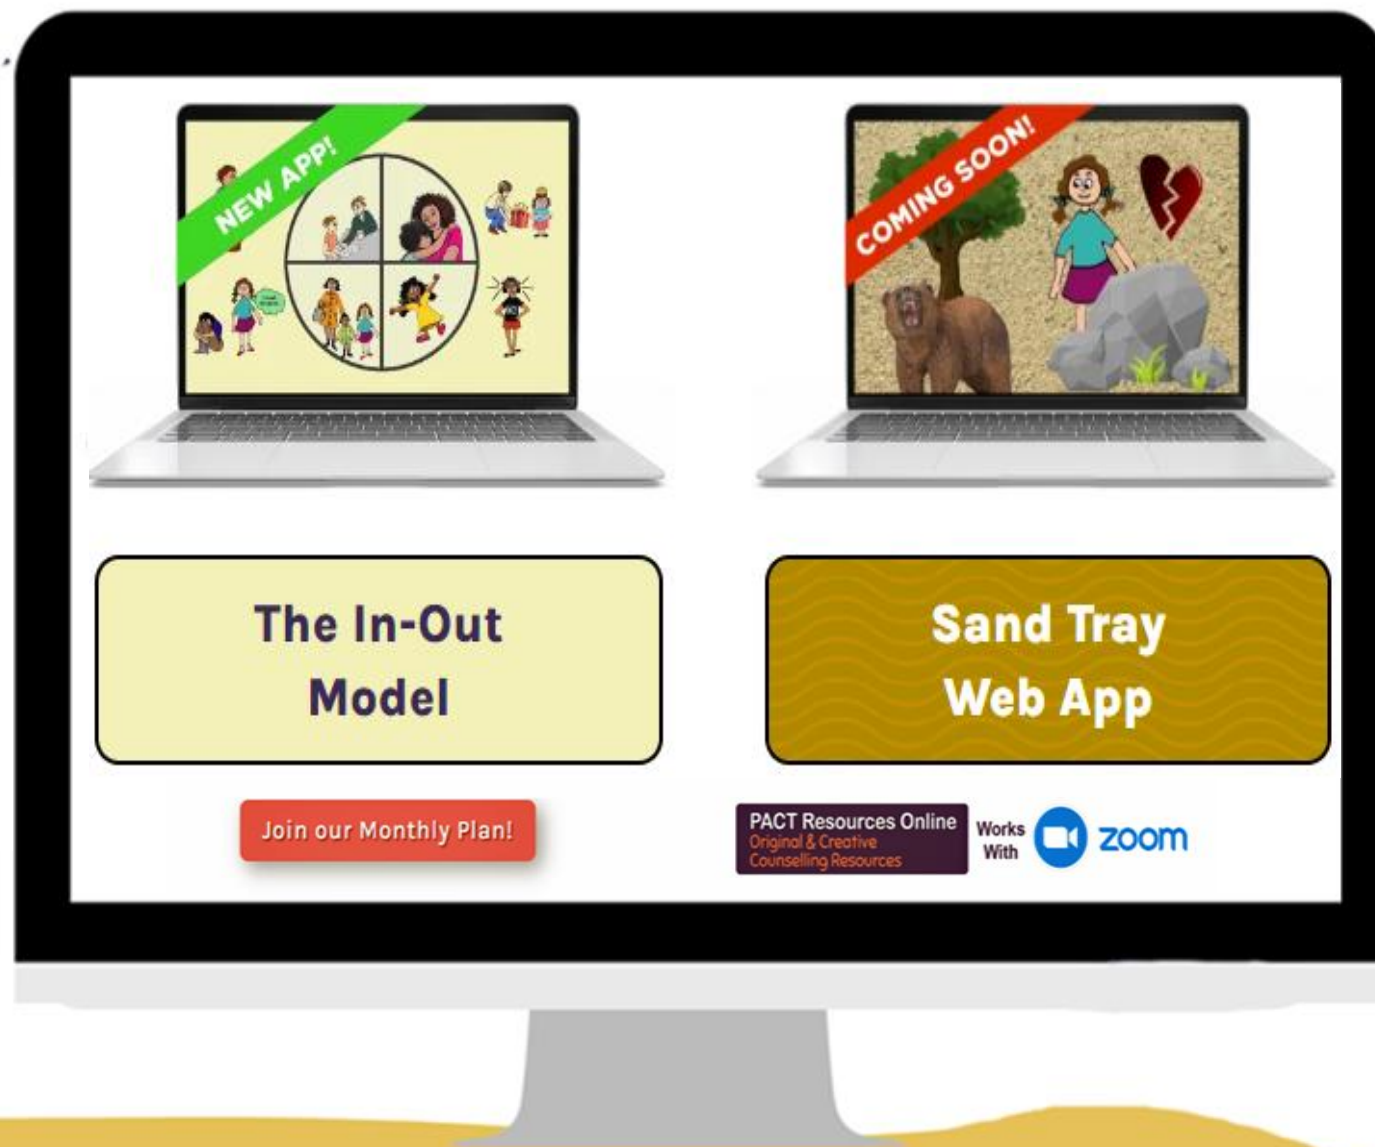 NEW APP!
COMING SOON!
The In-Out
Model
Sand Tray
Web App
Join our Monthly Plan!
PACT Resources Online
Original & Creative
Counselling Resources
Works
With
zoom